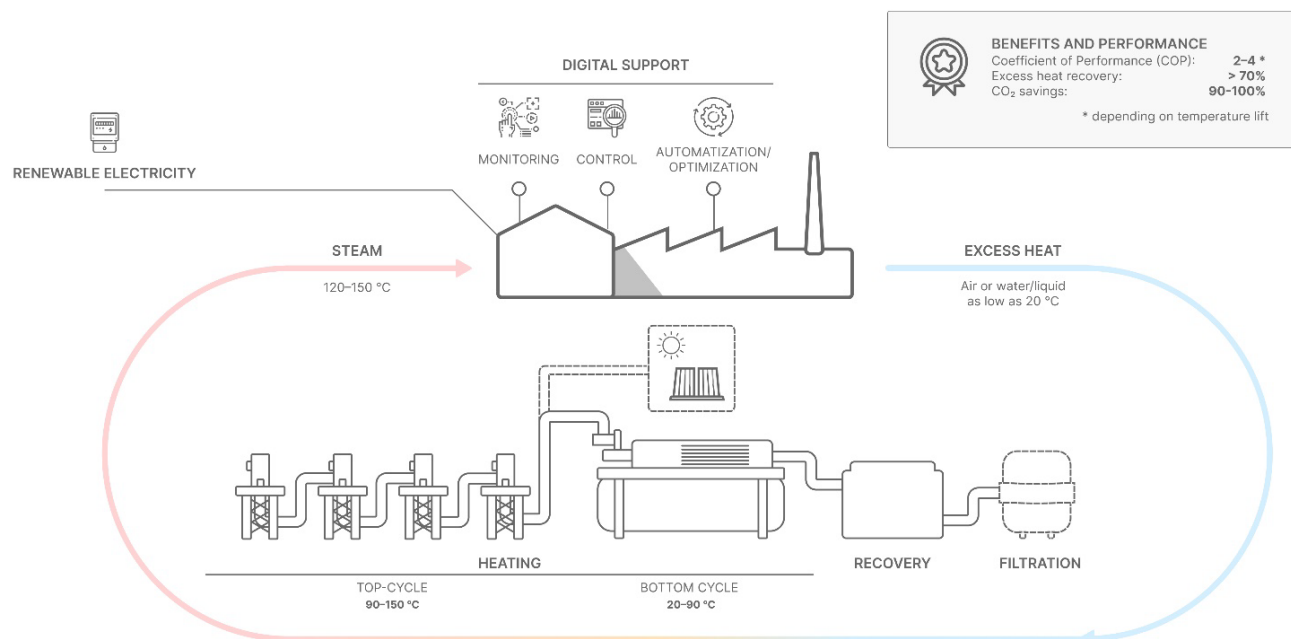 BENEFITS AND PERFORMANCE
Coefficient of Performance (COP): 2–4 *
Excess heat recovery: > 70%
CO₂ savings: 90-100%
* depending on temperature lift
DIGITAL SUPPORT
MONITORING
CONTROL
AUTOMATIZATION/
OPTIMIZATION
RENEWABLE ELECTRICITY
STEAM
120–150 °C
EXCESS HEAT
Air or water/liquid
as low as 20 °C
HEATING
RECOVERY
FILTRATION
TOP-CYCLE
90–150 °C
BOTTOM CYCLE
20–90 °C